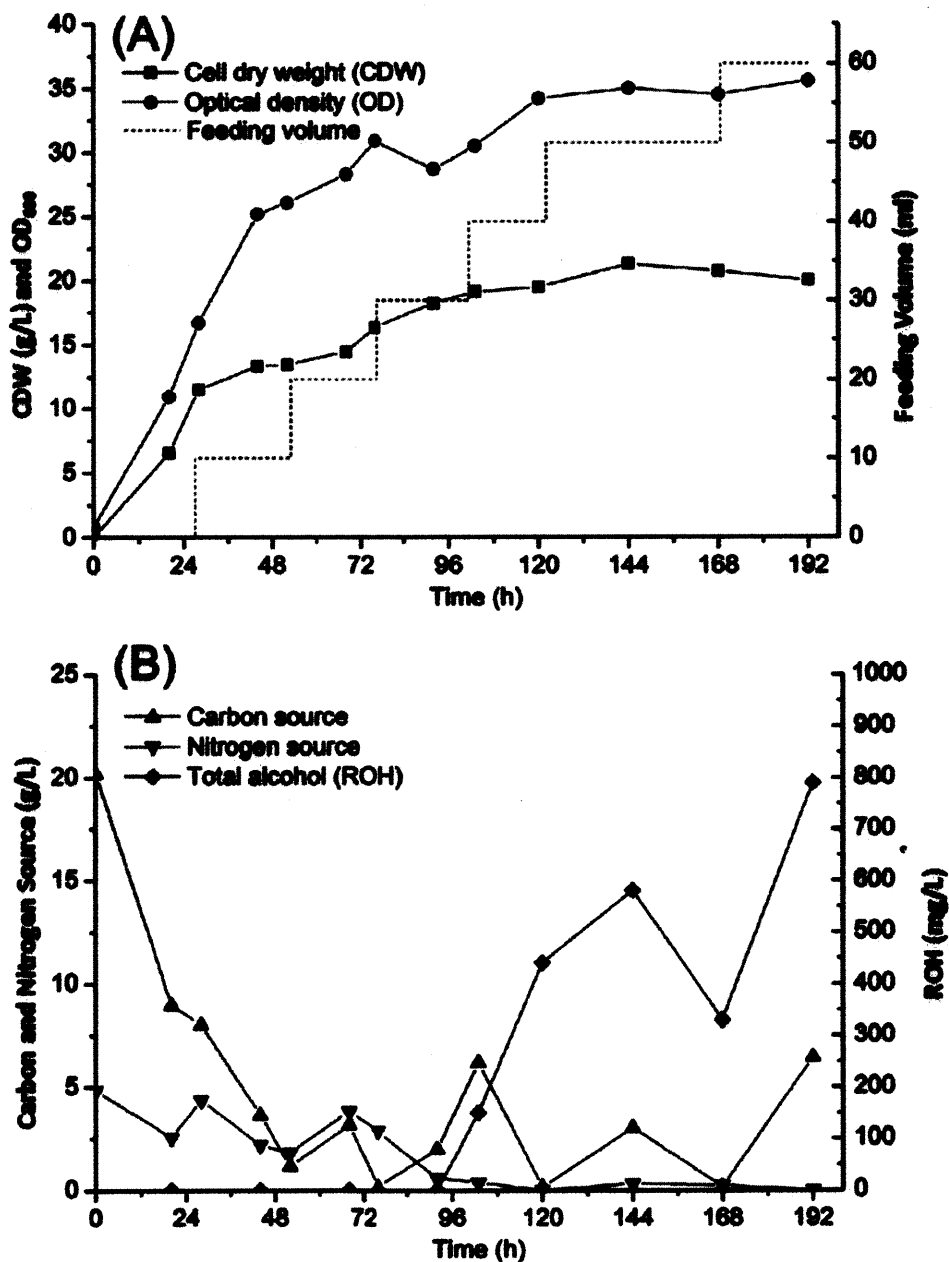 (A)
Cell dry weight (CDW)
Optical density (OD)
Feeding volume
40
35
30
25
20
15
10
5
0
CDW (g/L) and OD₆₀₀
60
50
40
30
20
10
0
Feeding Volume (ml)
0 24 48 72 96 120 144 168 192
Time (h)
(B)
Carbon source
Nitrogen source
Total alcohol (ROH)
25
20
15
10
5
0
Carbon and Nitrogen Source (g/L)
1000
900
800
700
600
500
400
300
200
100
0
ROH (mg/L)
0 24 48 72 96 120 144 168 192
Time (h)